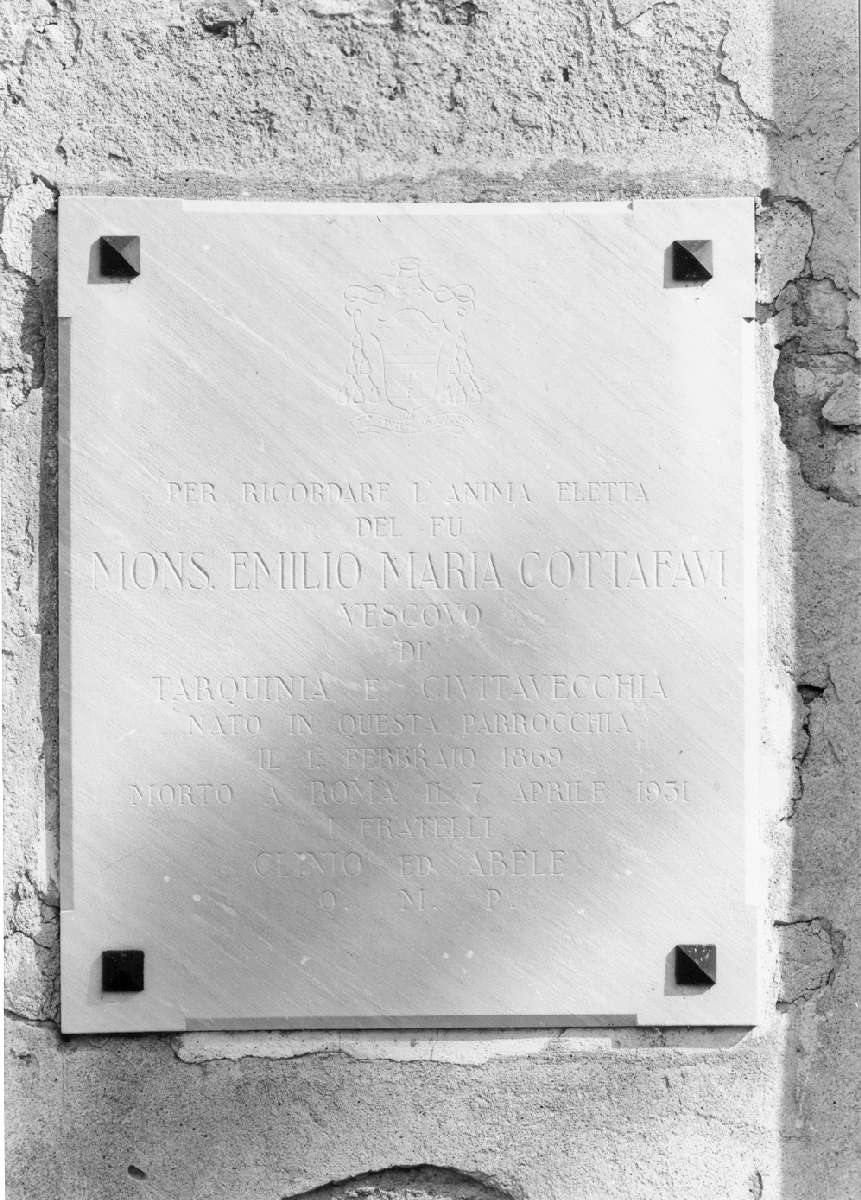 PER RICORDARE L'ANIMA ELETTA
DEL FU
MONS. EMILIO MARIA COTTAFAVI
VESCOVO
DI
TARQUINIA E CIVITAVECCHIA
NATO IN QUESTA PARROCCHIA
IL 1° FEBBRAIO 1869
MORTO A ROMA IL 7 APRILE 1931
I FRATELLI
CLINIO ED ABELE
O. M. P.